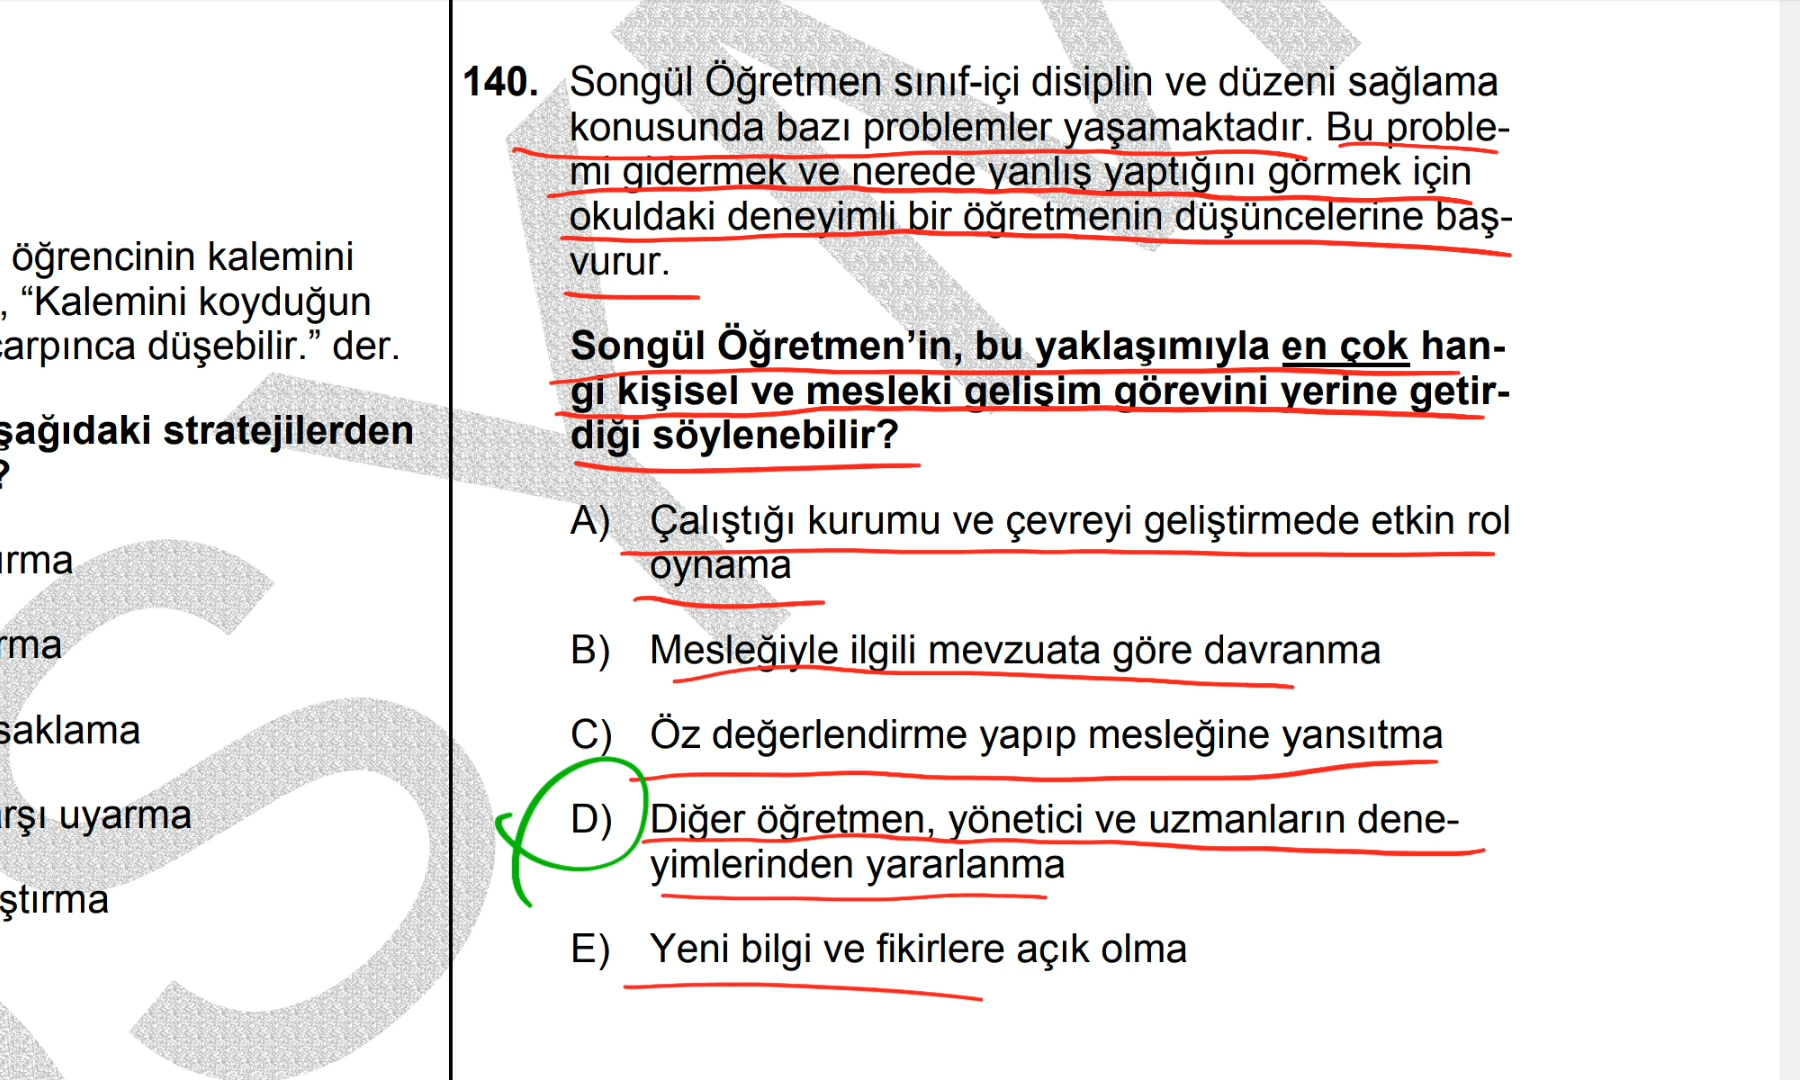 öğrencinin kalemini
, “Kalemini koyduğun
çarpınca düşebilir.” der.
şağıdaki stratejilerden
?
ırma
rma
saklama
arşı uyarma
ştırma
140. Songül Öğretmen sınıf-içi disiplin ve düzeni sağlama
konusunda bazı problemler yaşamaktadır. Bu proble-
mi gidermek ve nerede yanlış yaptığını görmek için
okuldaki deneyimli bir öğretmenin düşüncelerine baş-
vurur.
Songül Öğretmen’in, bu yaklaşımıyla en çok han-
gi kişisel ve mesleki gelişim görevini yerine getir-
diği söylenebilir?
A) Çalıştığı kurumu ve çevreyi geliştirmede etkin rol
oynama
B) Mesleğiyle ilgili mevzuata göre davranma
C) Öz değerlendirme yapıp mesleğine yansıtma
D) Diğer öğretmen, yönetici ve uzmanların dene-
yimlerinden yararlanma
E) Yeni bilgi ve fikirlere açık olma